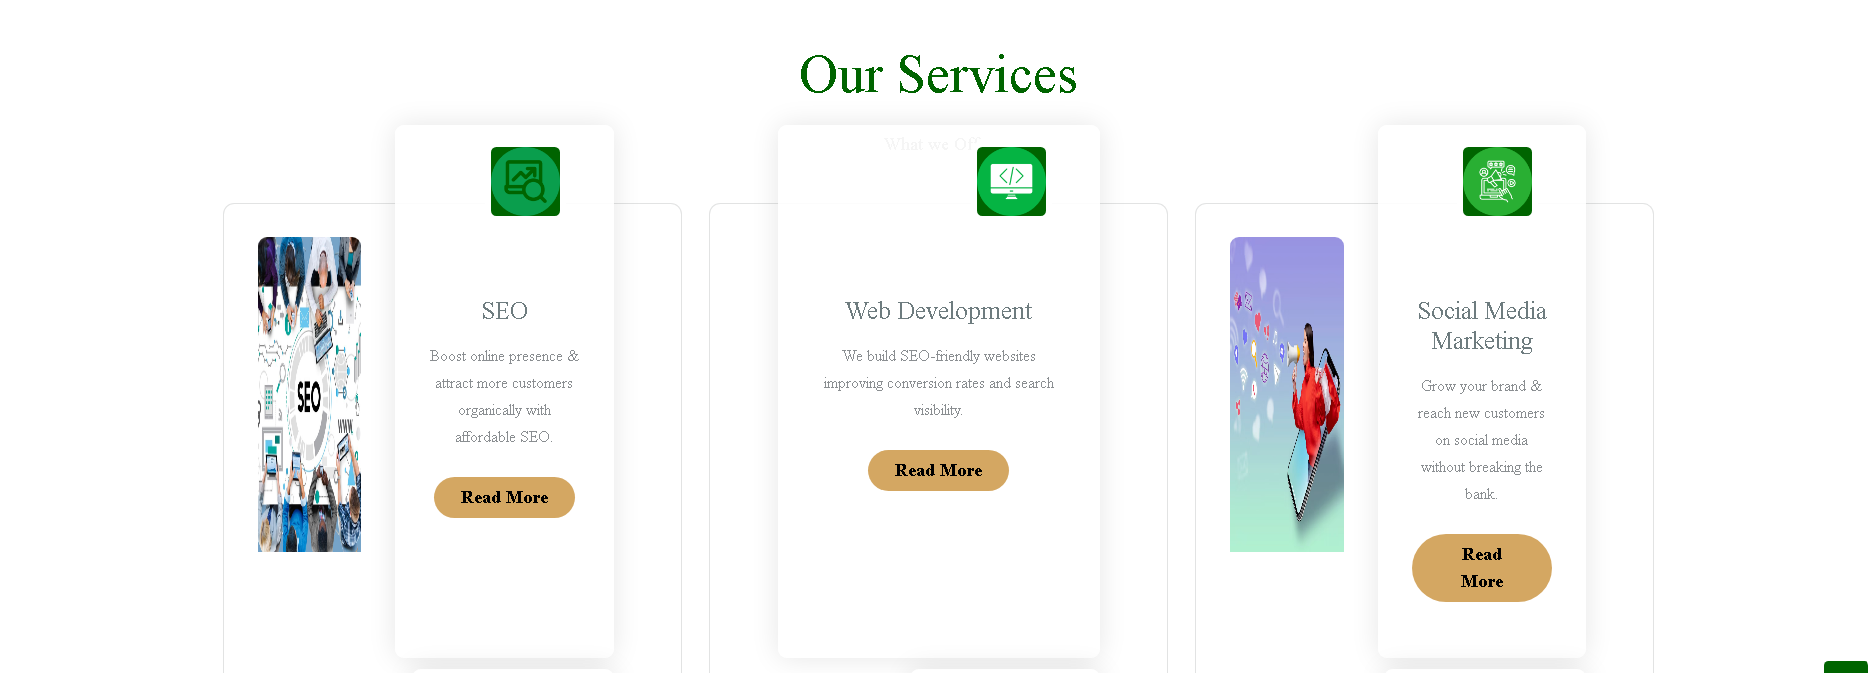 Our Services
What we Of
SEO
WWW
SEO
Boost online presence &
attract more customers
organically with
affordable SEO.
Read More
Web Development
We build SEO-friendly websites
improving conversion rates and search
visibility.
Read More
Social Media
Marketing
Grow your brand &
reach new customers
on social media
without breaking the
bank.
Read
More